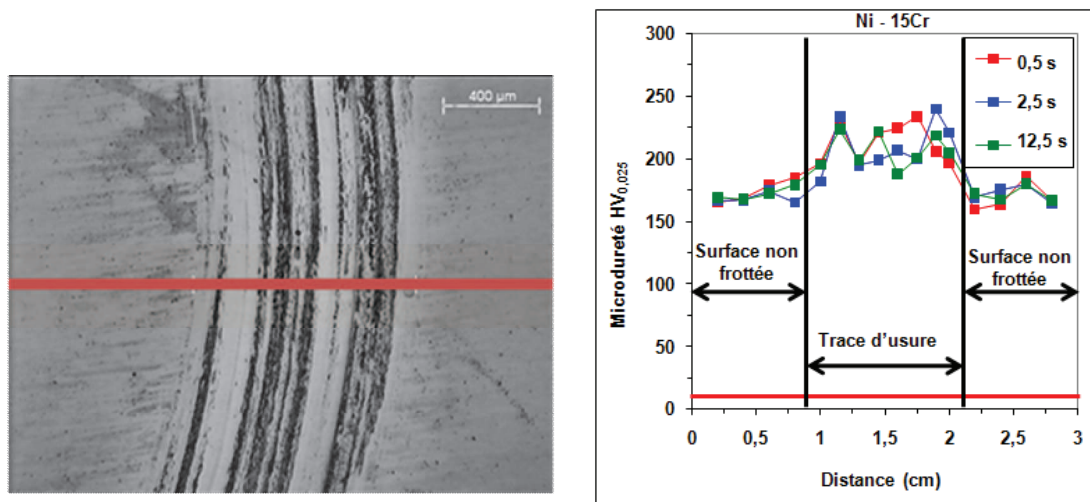 400 µm
Ni - 15Cr
300
250
200
150
100
50
0
0,5 s
2,5 s
12,5 s
Surface non
frottée
Surface non
frottée
Trace d'usure
0 0,5 1 1,5 2 2,5 3
Microdureté HV0,025
Distance (cm)